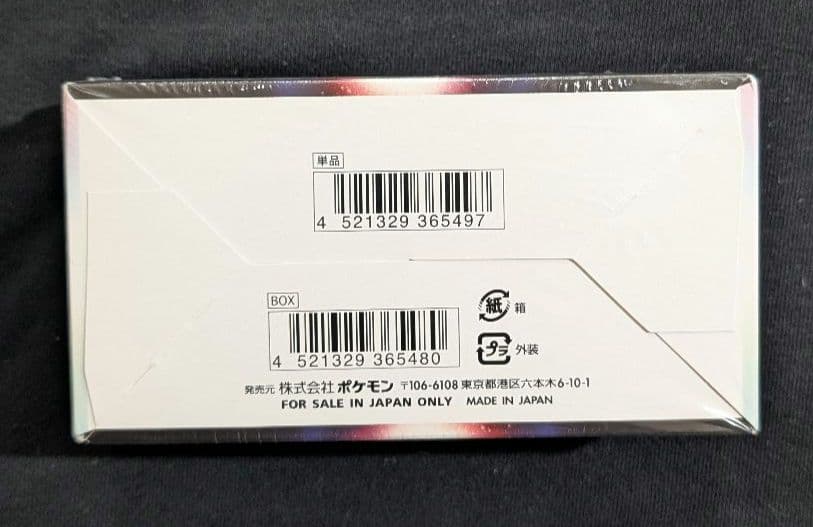 単品
4 521329 365497
BOX
4 521329 365480
紙 箱
プラ 外装
発売元 株式会社 ポケモン 〒106-6108 東京都港区六本木6-10-1
FOR SALE IN JAPAN ONLY MADE IN JAPAN